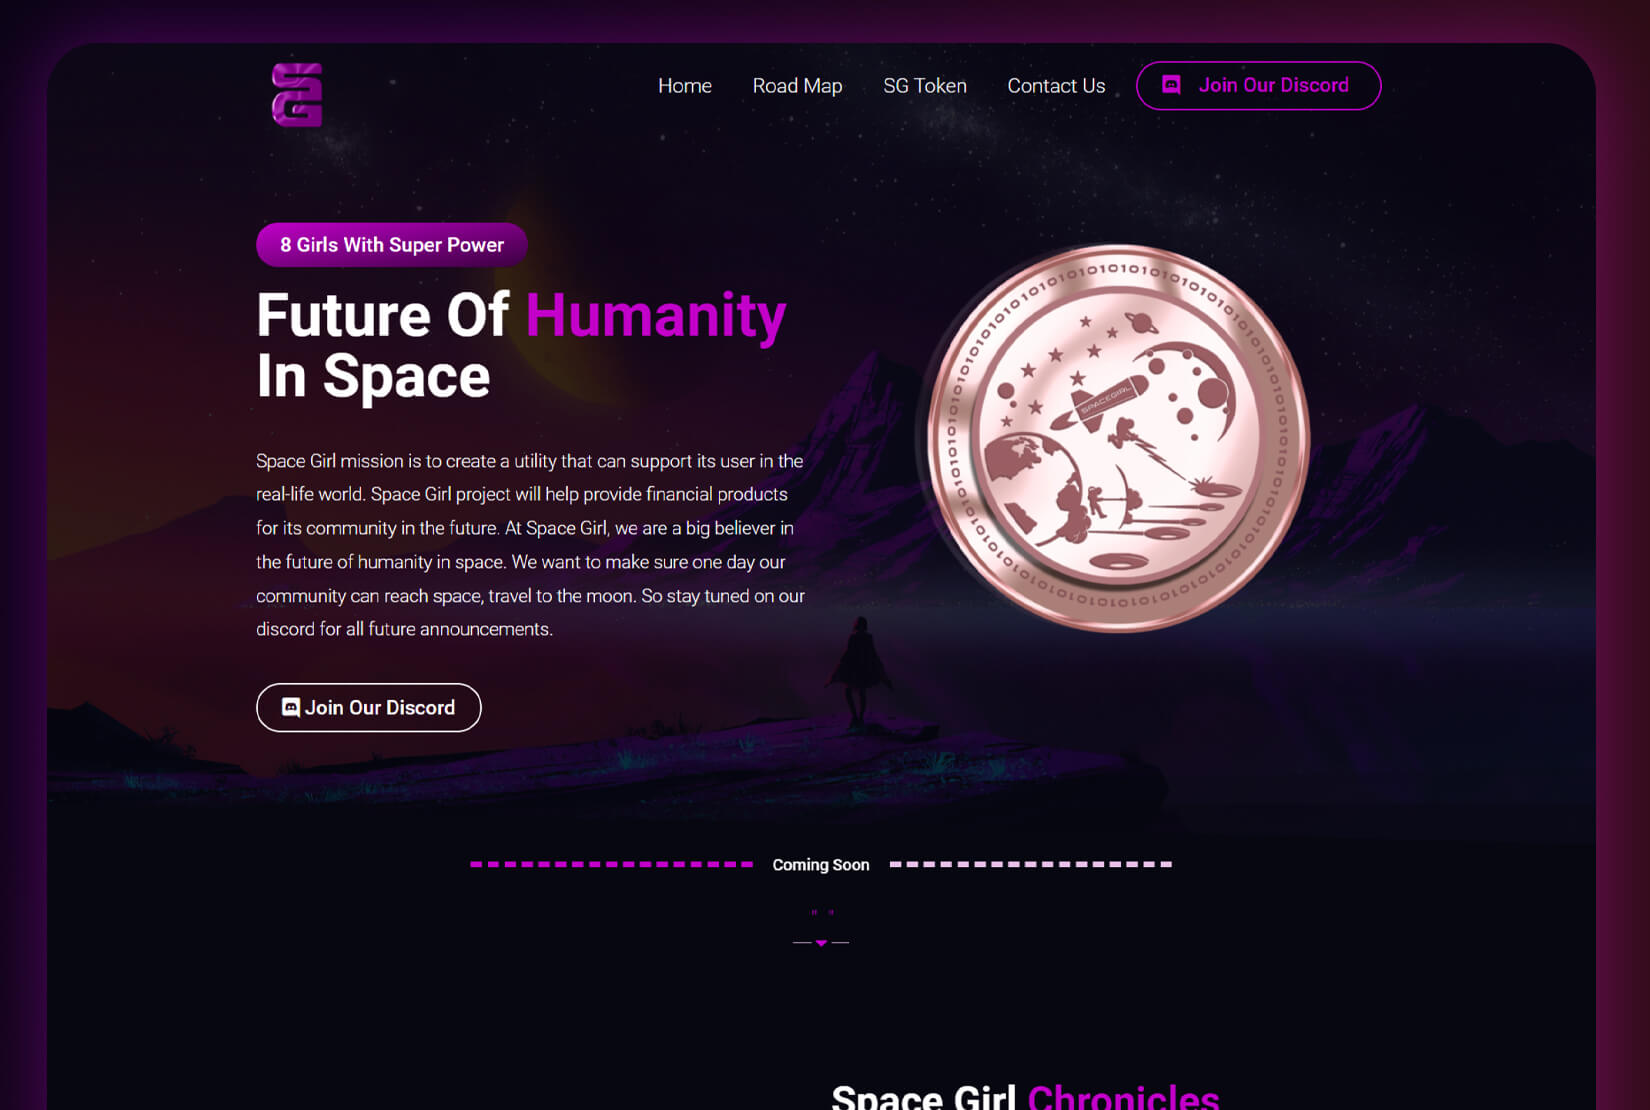 SG
Home
Road Map
SG Token
Contact Us
Join Our Discord
8 Girls With Super Power
Future Of Humanity
In Space
Space Girl mission is to create a utility that can support its user in the
real-life world. Space Girl project will help provide financial products
for its community in the future. At Space Girl, we are a big believer in
the future of humanity in space. We want to make sure one day our
community can reach space, travel to the moon. So stay tuned on our
discord for all future announcements.
Join Our Discord
SPACEGIRL
Coming Soon
" "
Space Girl Chronicles